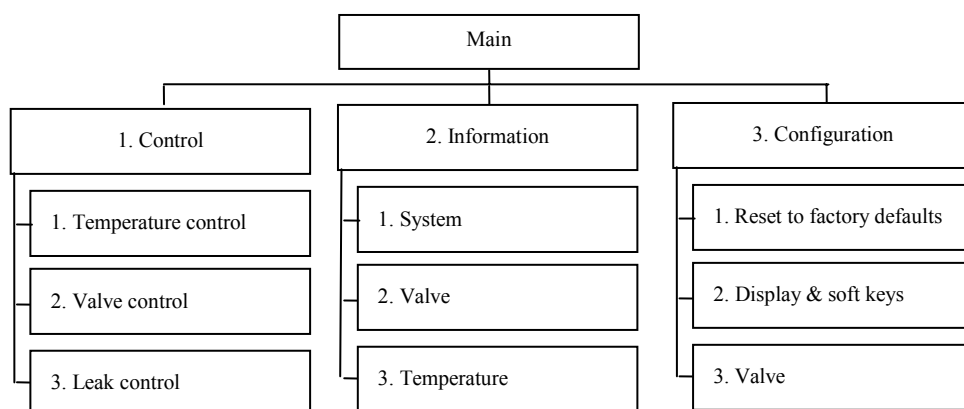 Main
1. Control
1. Temperature control
2. Valve control
3. Leak control
2. Information
1. System
2. Valve
3. Temperature
3. Configuration
1. Reset to factory defaults
2. Display & soft keys
3. Valve